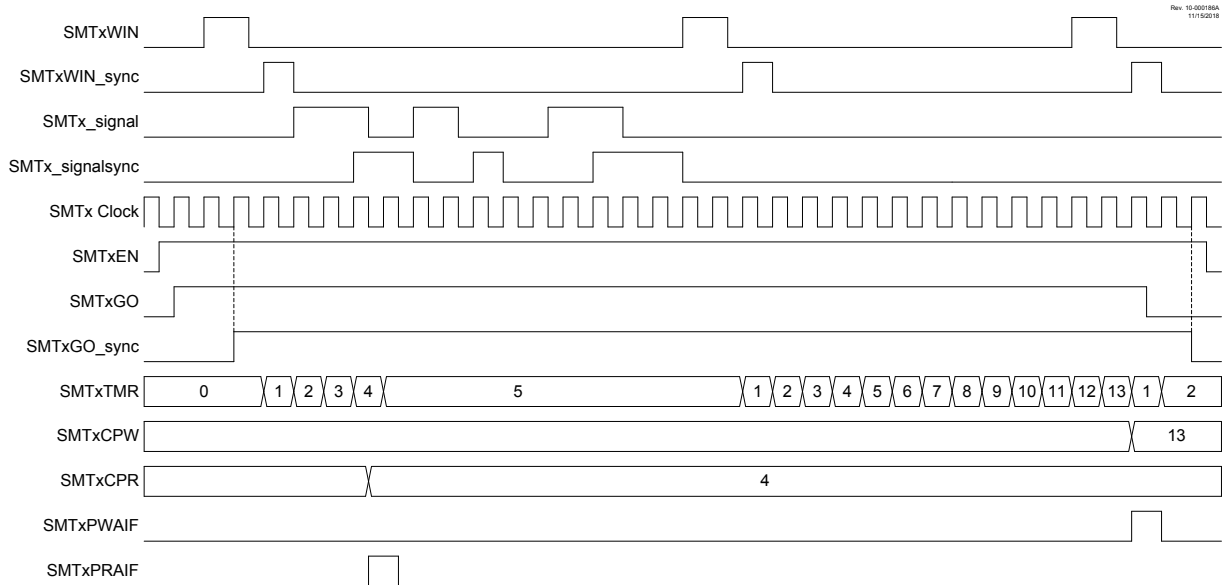 Rev. 10-000186A
11/15/2018
SMTxWIN
SMTxWIN_sync
SMTx_signal
SMTx_signalsync
SMTx Clock
SMTxEN
SMTxGO
SMTxGO_sync
SMTxTMR 0 1 2 3 4 5 1 2 3 4 5 6 7 8 9 10 11 12 13 1 2
SMTxCPW 13
SMTxCPR 4
SMTxPWAIF
SMTxPRAIF